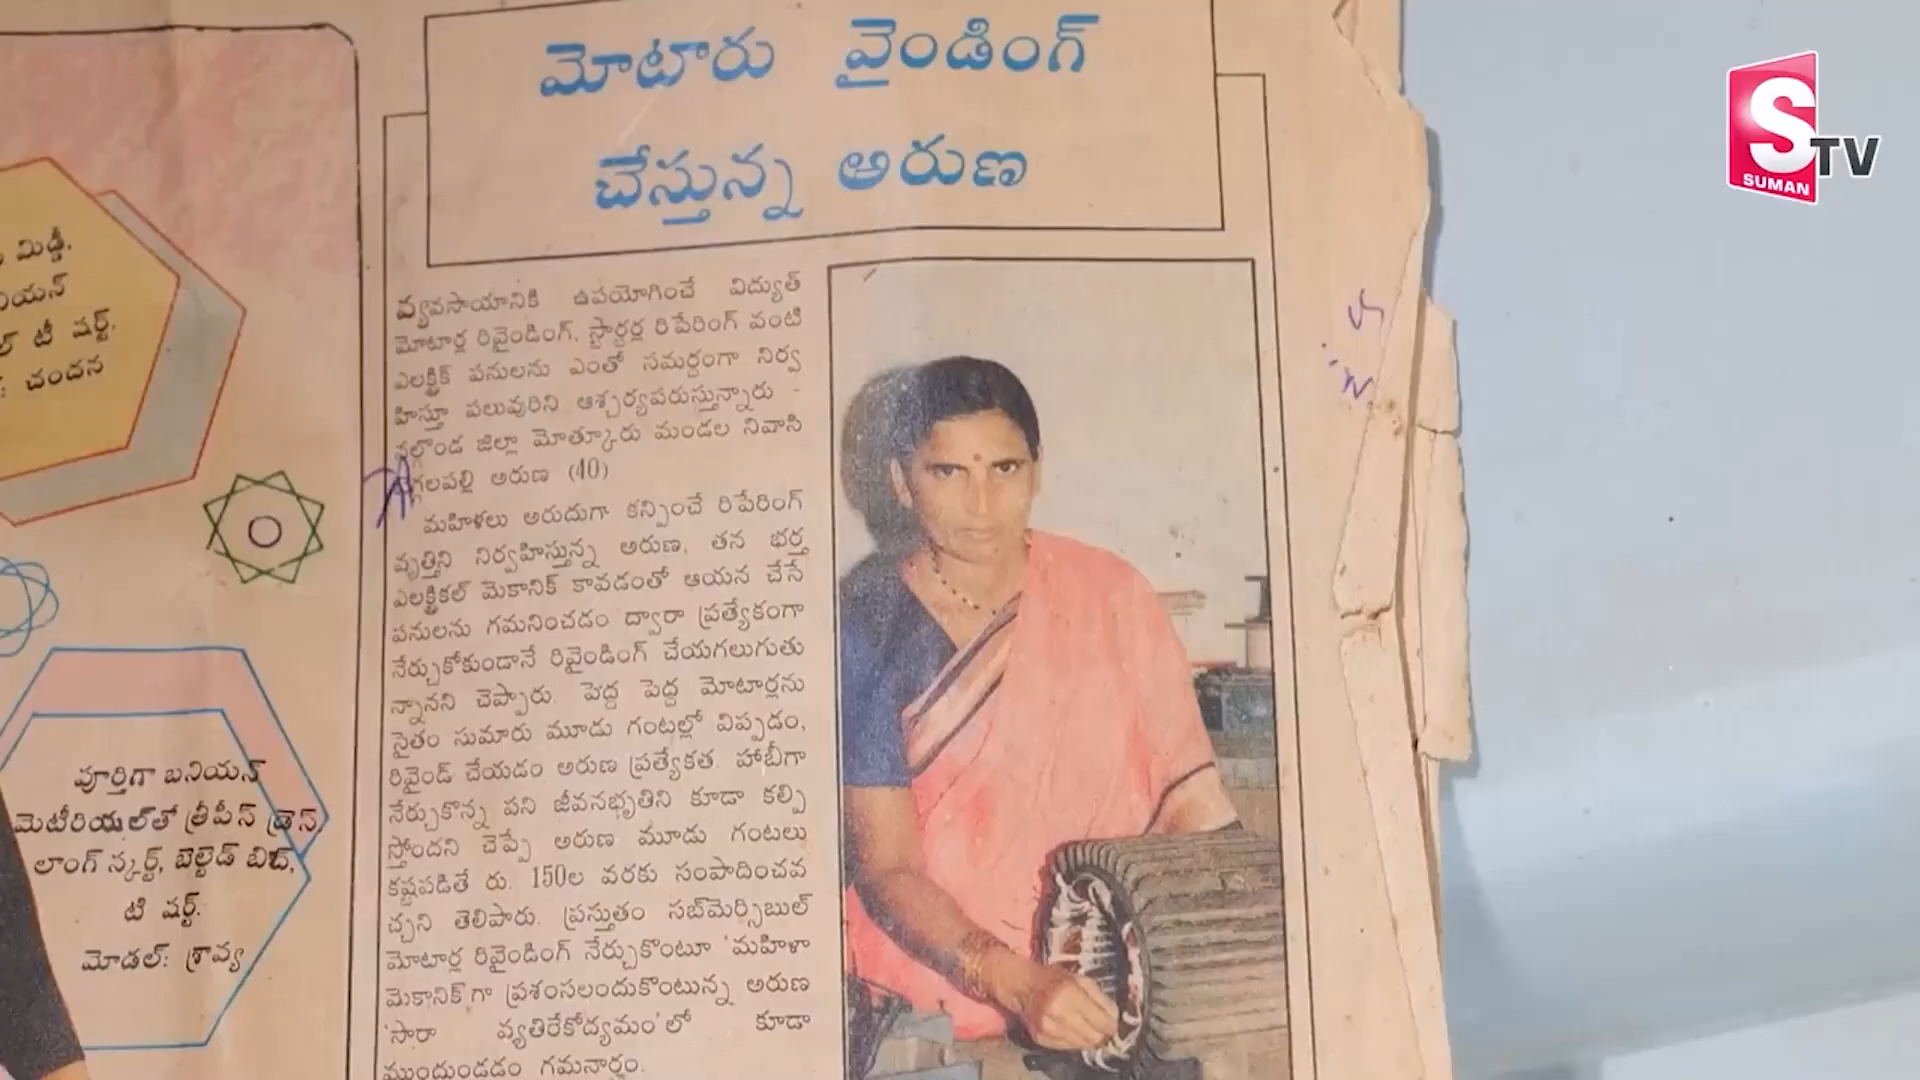 మోటారు వైండింగ్
చేస్తున్న అరుణ
వ్యవసాయానికి ఉపయోగించే విద్యుత్
మోటార్ల రివైండింగ్, స్టార్టర్ల రిపేరింగ్ వంటి
ఎలక్ట్రిక్ పనులను ఎంతో సమర్దంగా నిర్వ
హిస్తూ పలువురిని ఆశ్చర్యపరుస్తున్నారు -
నల్గొండ జిల్లా మోత్కూరు మండల నివాసి
గ్గలపల్లి అరుణ (40)
మహిళలు అరుదుగా కన్పించే రిపేరింగ్
వృత్తిని నిర్వహిస్తున్న అరుణ, తన భర్త
ఎలక్ట్రికల్ మెకానిక్ కావడంతో ఆయన చేసే
పనులను గమనించడం ద్వారా ప్రత్యేకంగా
నేర్చుకోకుండానే రివైండింగ్ చేయగలుగుతు
న్నానని చెప్పారు. పెద్ద పెద్ద మోటార్లను
సైతం సుమారు మూడు గంటల్లో విప్పడం,
రివైండ్ చేయడం అరుణ ప్రత్యేకత. హాబీగా
నేర్చుకొన్న పని జీవనభృతిని కూడా కల్పి
స్తోందని చెప్పే అరుణ మూడు గంటలు
కష్టపడితే రు. 150ల వరకు సంపాదించవ
చ్చని తెలిపారు. ప్రస్తుతం సబ్‌మెర్సిబుల్
మోటార్ల రివైండింగ్ నేర్చుకొంటూ 'మహిళా
మెకానిక్'గా ప్రశంసలందుకొంటున్న అరుణ
'సారా వ్యతిరేకోద్యమం'లో కూడా
ముందుండడం గమనార్హం.
మిడ్డీ,
నియన్
ల్ టీ షర్ట్.
: చందన
పూర్తిగా బనియన్
మెటీరియల్‌తో త్రీపీస్ డ్రెస్.
లాంగ్ స్కర్ట్, బెల్టెడ్
టి షర్ట్.
మోడల్: శ్రావ్య
S TV
SUMAN